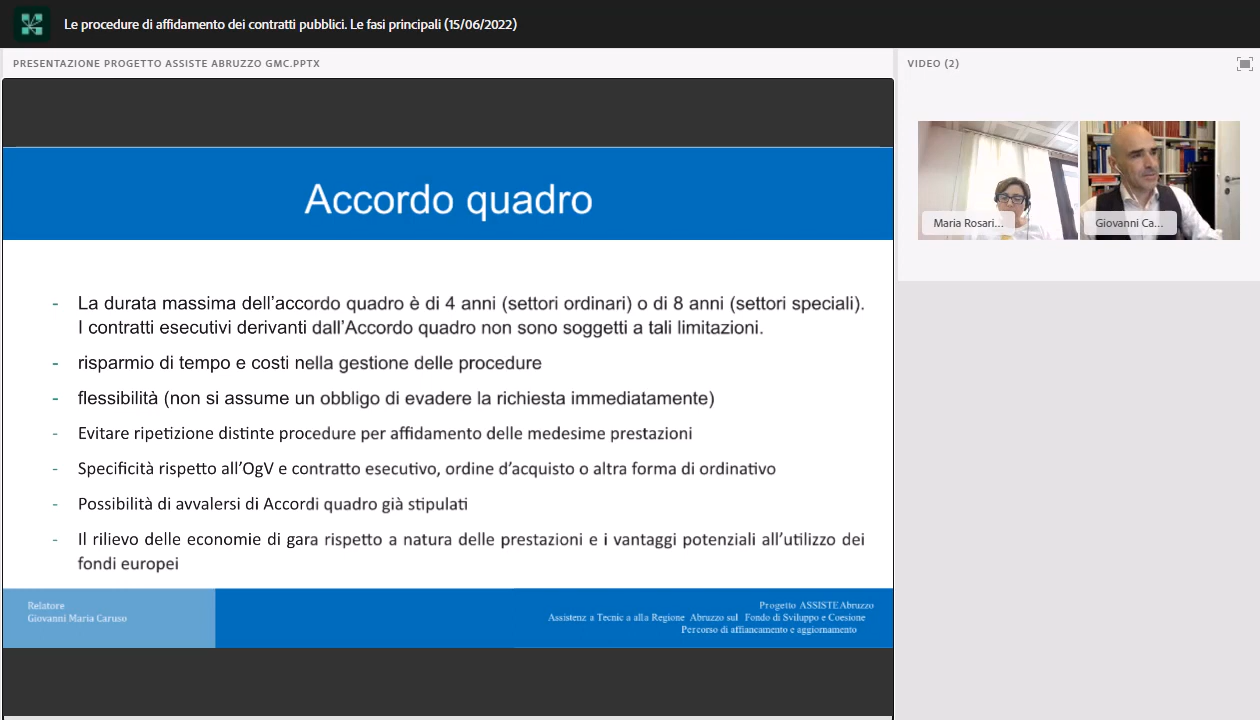 Le procedure di affidamento dei contratti pubblici. Le fasi principali (15/06/2022)
PRESENTAZIONE PROGETTO ASSISTE ABRUZZO GMC.PPTX
VIDEO (2)
Maria Rosari...
Giovanni Ca...
Accordo quadro
- La durata massima dell'accordo quadro è di 4 anni (settori ordinari) o di 8 anni (settori speciali).
I contratti esecutivi derivanti dall'Accordo quadro non sono soggetti a tali limitazioni.
- risparmio di tempo e costi nella gestione delle procedure
- flessibilità (non si assume un obbligo di evadere la richiesta immediatamente)
- Evitare ripetizione distinte procedure per affidamento delle medesime prestazioni
- Specificità rispetto all'OgV e contratto esecutivo, ordine d'acquisto o altra forma di ordinativo
- Possibilità di avvalersi di Accordi quadro già stipulati
- Il rilievo delle economie di gara rispetto a natura delle prestazioni e i vantaggi potenziali all'utilizzo dei
fondi europei
Relatore
Giovanni Maria Caruso
Progetto ASSISTE Abruzzo
Assistenz a Tecnic a alla Regione Abruzzo sul Fondo di Sviluppo e Coesione
Percorso di affiancamento e aggiornamento